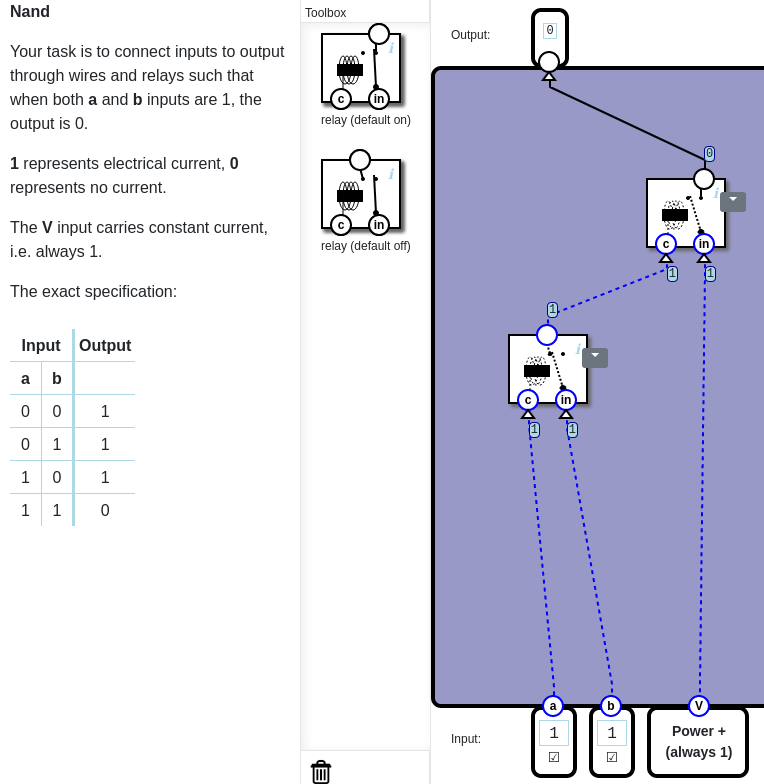 Nand
Your task is to connect inputs to output
through wires and relays such that
when both a and b inputs are 1, the
output is 0.
1 represents electrical current, 0
represents no current.
The V input carries constant current,
i.e. always 1.
The exact specification:
Input Output
a b
0 0 1
0 1 1
1 0 1
1 1 0
Toolbox
i
c in
relay (default on)
i
c in
relay (default off)
Output:
0
0
i
c in
1 1
1
i
c in
1 1
a b V
Input:
1 1
Power +
(always 1)